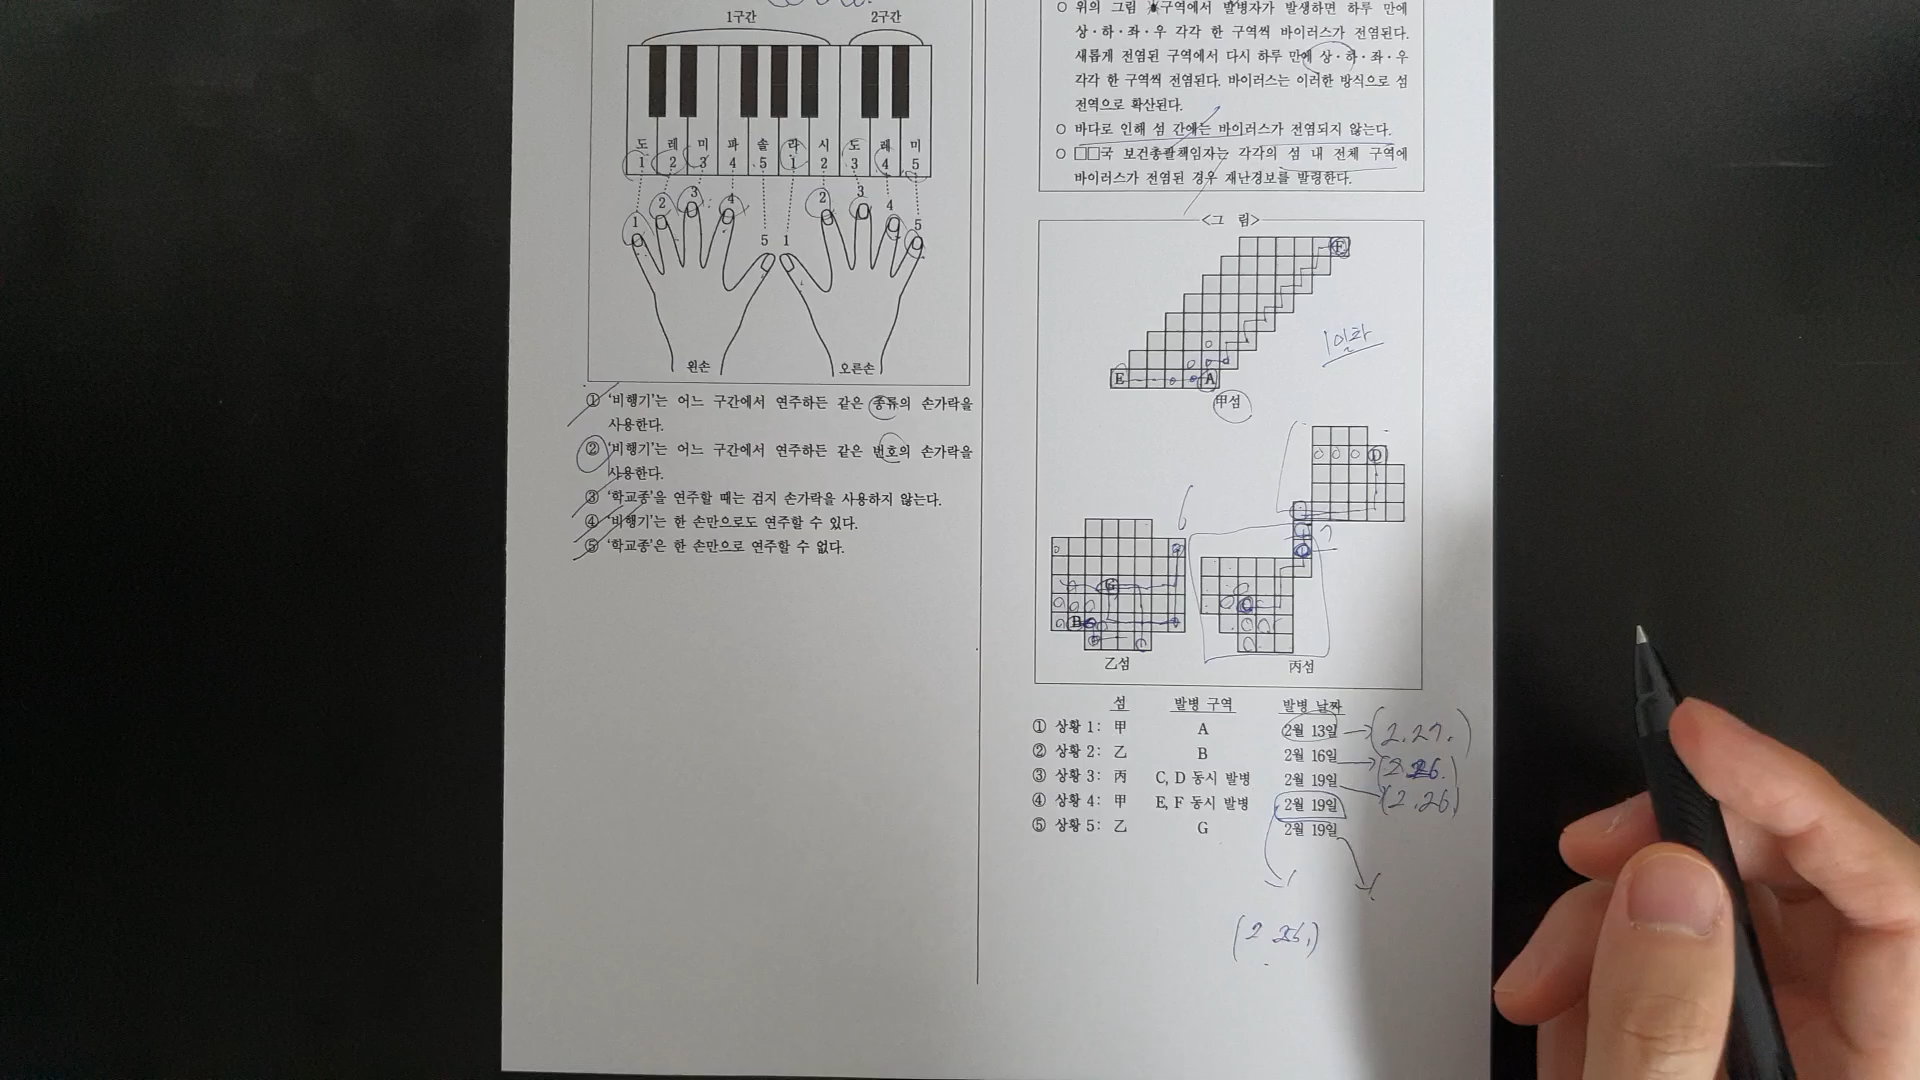 1구간 2구간
도 레 미 파 솔 라 시 도 레 미
1 2 3 4 5 1 2 3 4 5
1 2 3 4 5 1 2 3 4 5
왼손 오른손
① ‘비행기’는 어느 구간에서 연주하든 같은 종류의 손가락을
사용한다.
② ‘비행기’는 어느 구간에서 연주하든 같은 번호의 손가락을
사용한다.
③ ‘학교종’을 연주할 때는 검지 손가락을 사용하지 않는다.
④ ‘비행기’는 한 손만으로도 연주할 수 있다.
⑤ ‘학교종’은 한 손만으로 연주할 수 없다.
○ 위의 그림 구역에서 발병자가 발생하면 하루 만에
상·하·좌·우 각각 한 구역씩 바이러스가 전염된다.
새롭게 전염된 구역에서 다시 하루 만에 상·하·좌·우
각각 한 구역씩 전염된다. 바이러스는 이러한 방식으로 섬
전역으로 확산된다.
○ 바다로 인해 섬 간에는 바이러스가 전염되지 않는다.
○ □□국 보건총괄책임자는 각각의 섬 내 전체 구역에
바이러스가 전염된 경우 재난경보를 발령한다.
<그 림>
F
1일차
E A
甲섬
D
6
7
G
C
B
乙섬 丙섬
섬 발병 구역 발병 날짜
① 상황 1: 甲 A 2월 13일 (2.27.)
② 상황 2: 乙 B 2월 16일 (2 26.)
③ 상황 3: 丙 C, D 동시 발병 2월 19일 (2.26)
④ 상황 4: 甲 E, F 동시 발병 2월 19일
⑤ 상황 5: 乙 G 2월 19일